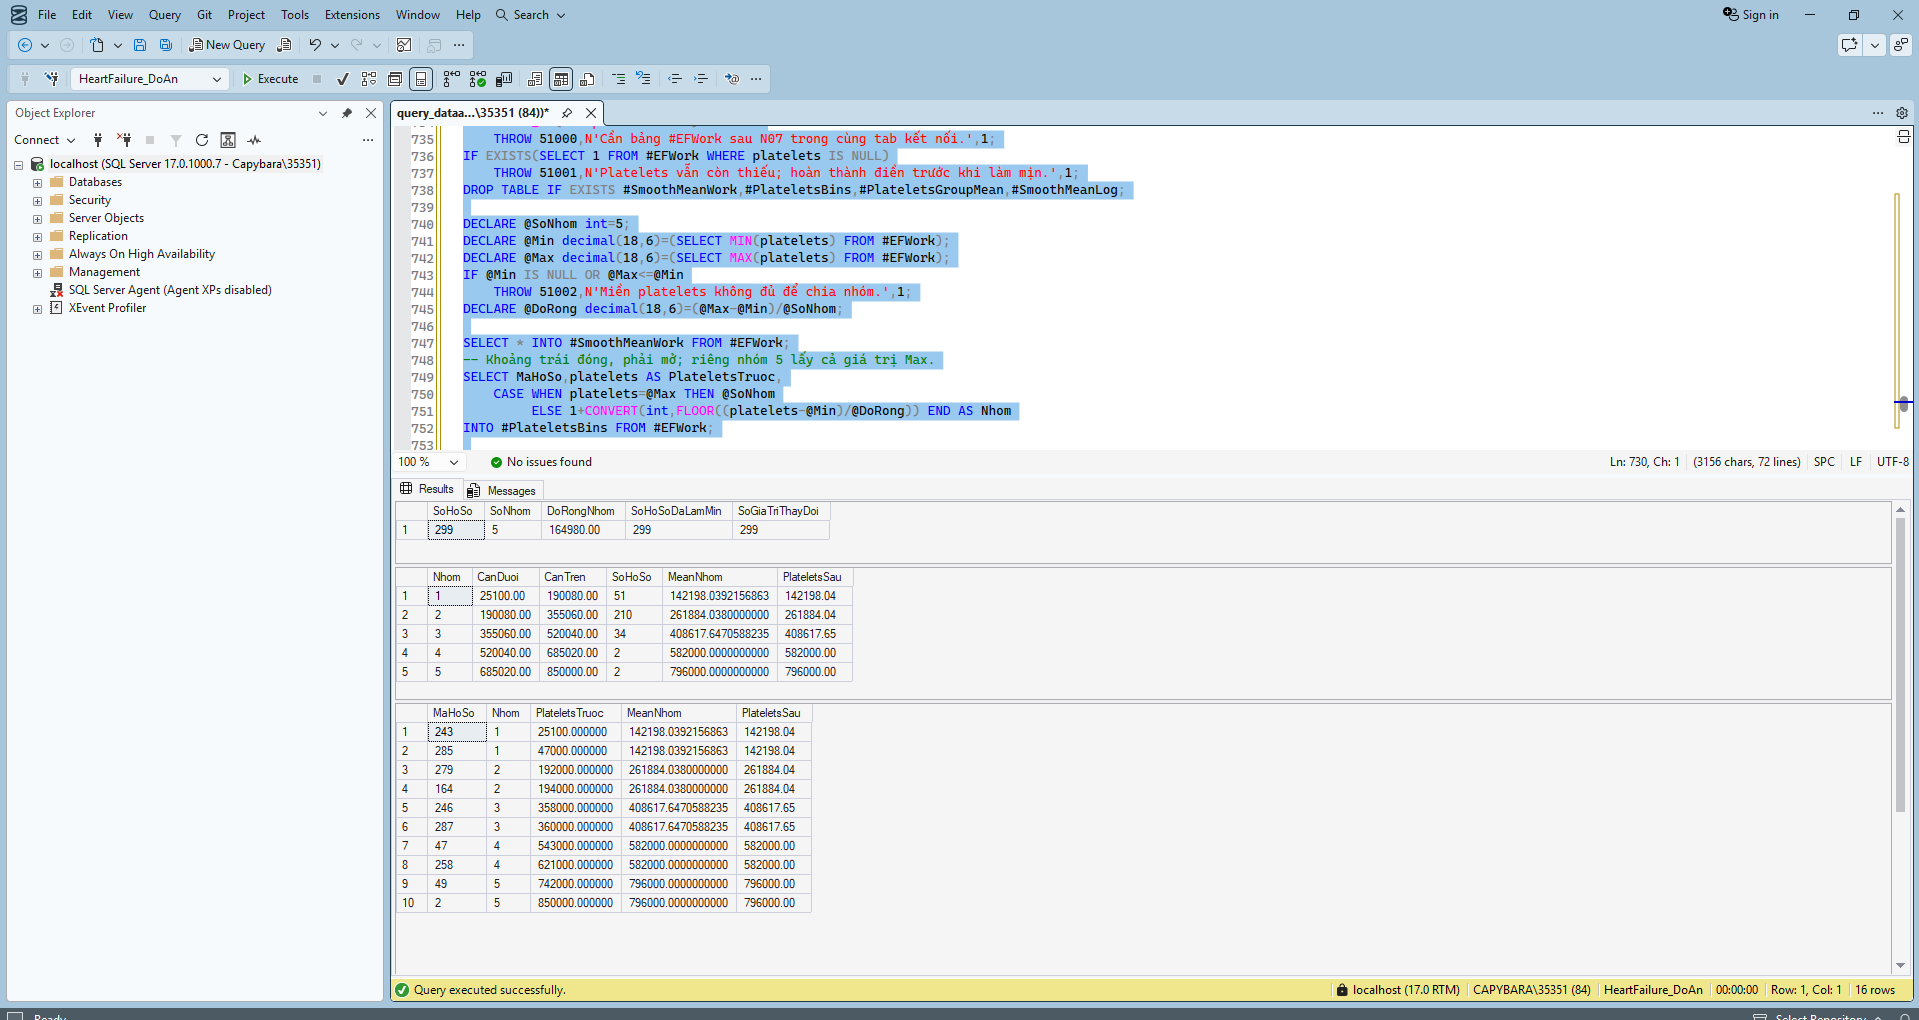 File Edit View Query Git Project Tools Extensions Window Help Search Sign in
New Query
HeartFailure_DoAn Execute
Object Explorer
Connect
localhost (SQL Server 17.0.1000.7 - Capybara\35351)
Databases
Security
Server Objects
Replication
Always On High Availability
Management
SQL Server Agent (Agent XPs disabled)
XEvent Profiler
query_dataa...\35351 (84))*
735 THROW 51000,N'Cần bảng #EFWork sau N07 trong cùng tab kết nối.',1;
736 IF EXISTS(SELECT 1 FROM #EFWork WHERE platelets IS NULL)
737 THROW 51001,N'Platelets vẫn còn thiếu; hoàn thành điền trước khi làm mịn.',1;
738 DROP TABLE IF EXISTS #SmoothMeanWork,#PlateletsBins,#PlateletsGroupMean,#SmoothMeanLog;
739
740 DECLARE @SoNhom int=5;
741 DECLARE @Min decimal(18,6)=(SELECT MIN(platelets) FROM #EFWork);
742 DECLARE @Max decimal(18,6)=(SELECT MAX(platelets) FROM #EFWork);
743 IF @Min IS NULL OR @Max<=@Min
744 THROW 51002,N'Miền platelets không đủ để chia nhóm.',1;
745 DECLARE @DoRong decimal(18,6)=(@Max-@Min)/@SoNhom;
746
747 SELECT * INTO #SmoothMeanWork FROM #EFWork;
748 -- Khoảng trái đóng, phải mở; riêng nhóm 5 lấy cả giá trị Max.
749 SELECT MaHoSo,platelets AS PlateletsTruoc,
750 CASE WHEN platelets=@Max THEN @SoNhom
751 ELSE 1+CONVERT(int,FLOOR((platelets-@Min)/@DoRong)) END AS Nhom
752 INTO #PlateletsBins FROM #EFWork;
753
100 % No issues found Ln: 730, Ch: 1 (3156 chars, 72 lines) SPC LF UTF-8
Results Messages
SoHoSo SoNhom DoRongNhom SoHoSoDaLamMin SoGiaTriThayDoi
1 299 5 164980.00 299 299
Nhom CanDuoi CanTren SoHoSo MeanNhom PlateletsSau
1 1 25100.00 190080.00 51 142198.0392156863 142198.04
2 2 190080.00 355060.00 210 261884.0380000000 261884.04
3 3 355060.00 520040.00 34 408617.6470588235 408617.65
4 4 520040.00 685020.00 2 582000.0000000000 582000.00
5 5 685020.00 850000.00 2 796000.0000000000 796000.00
MaHoSo Nhom PlateletsTruoc MeanNhom PlateletsSau
1 243 1 25100.000000 142198.0392156863 142198.04
2 285 1 47000.000000 142198.0392156863 142198.04
3 279 2 192000.000000 261884.0380000000 261884.04
4 164 2 194000.000000 261884.0380000000 261884.04
5 246 3 358000.000000 408617.6470588235 408617.65
6 287 3 360000.000000 408617.6470588235 408617.65
7 47 4 543000.000000 582000.0000000000 582000.00
8 258 4 621000.000000 582000.0000000000 582000.00
9 49 5 742000.000000 796000.0000000000 796000.00
10 2 5 850000.000000 796000.0000000000 796000.00
Query executed successfully. localhost (17.0 RTM) CAPYBARA\35351 (84) HeartFailure_DoAn 00:00:00 Row: 1, Col: 1 16 rows
Ready Select Repository